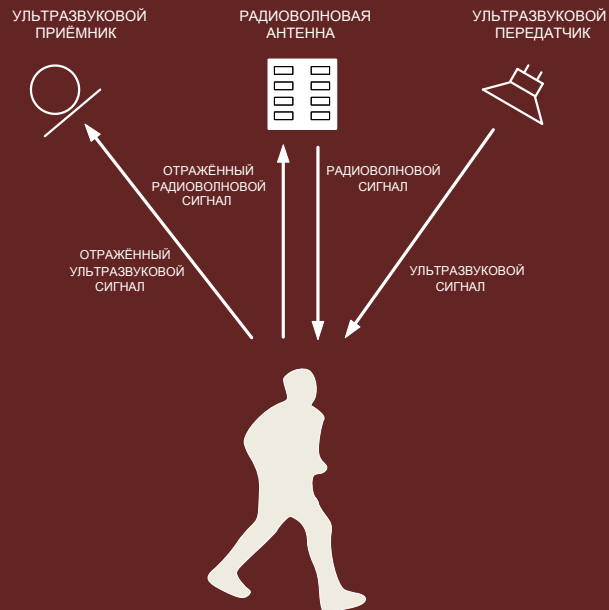 УЛЬТРАЗВУКОВОЙ
ПРИЁМНИК
РАДИОВОЛНОВАЯ
АНТЕННА
УЛЬТРАЗВУКОВОЙ
ПЕРЕДАТЧИК
ОТРАЖЁННЫЙ
РАДИОВОЛНОВОЙ
СИГНАЛ
РАДИОВОЛНОВОЙ
СИГНАЛ
ОТРАЖЁННЫЙ
УЛЬТРАЗВУКОВОЙ
СИГНАЛ
УЛЬТРАЗВУКОВОЙ
СИГНАЛ